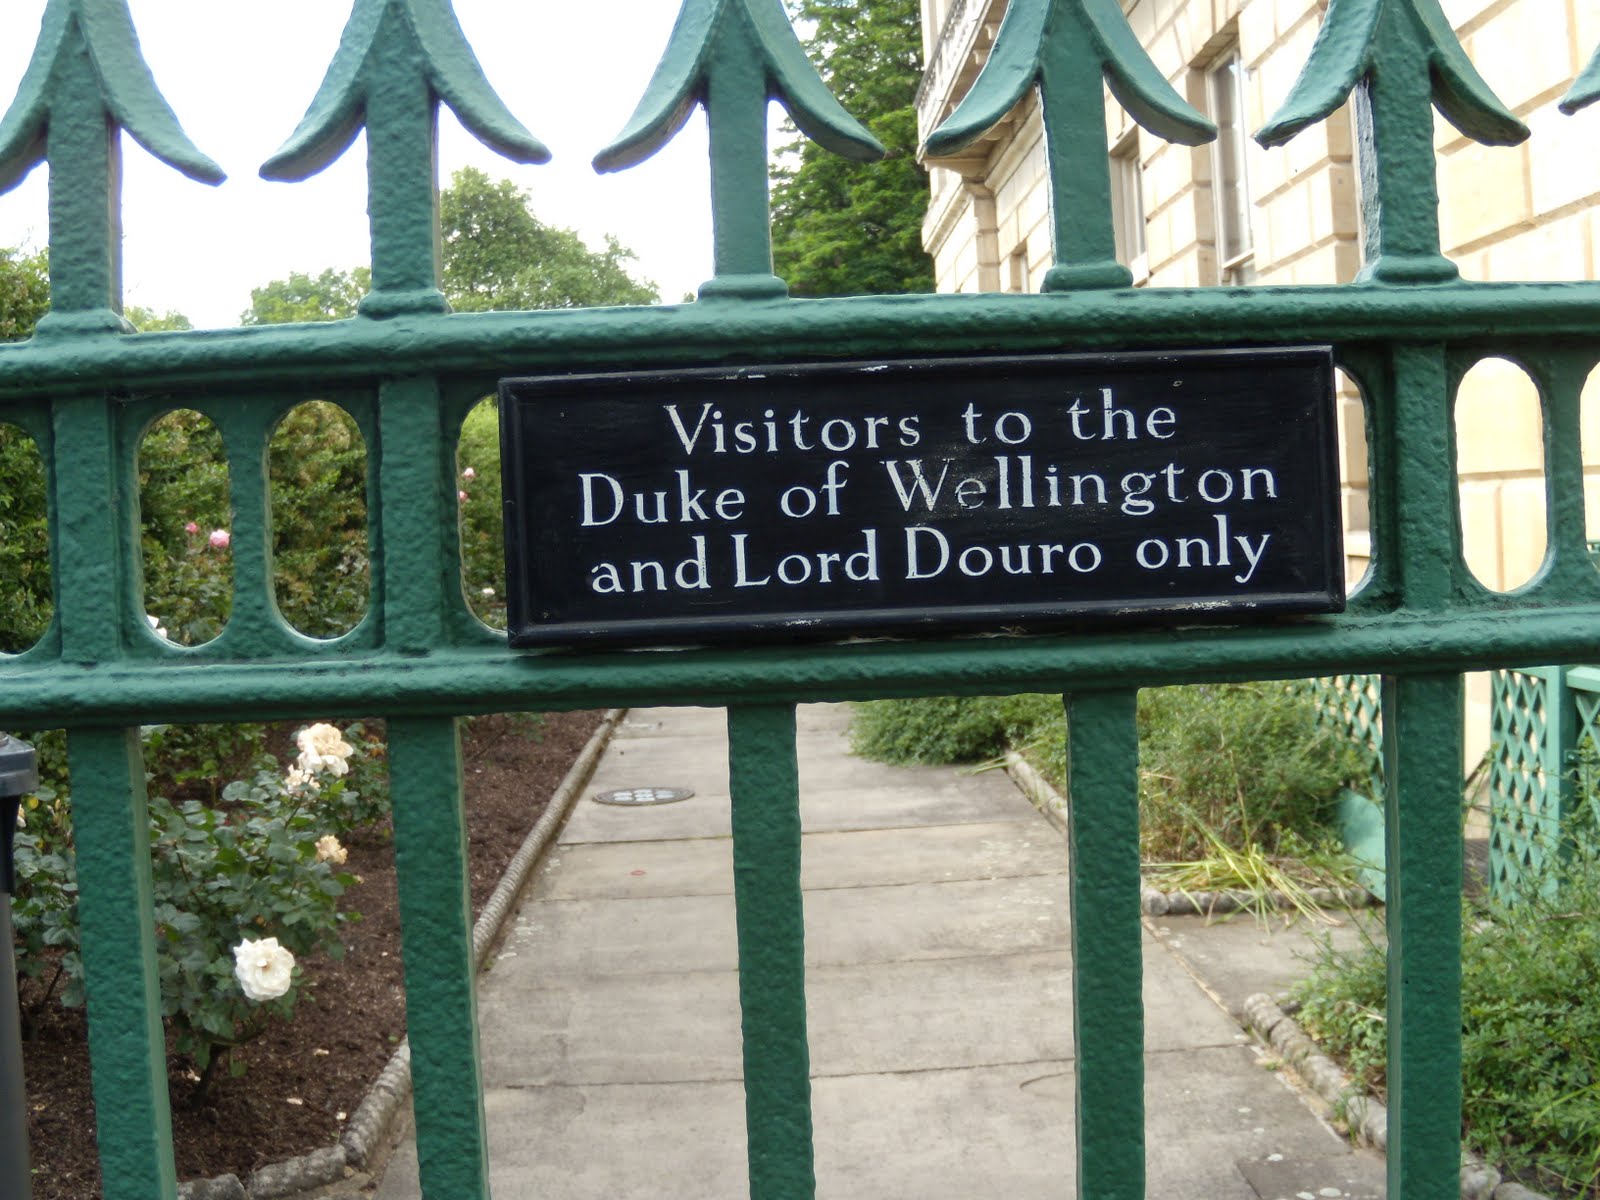 Visitors to the
Duke of Wellington
and Lord Douro only